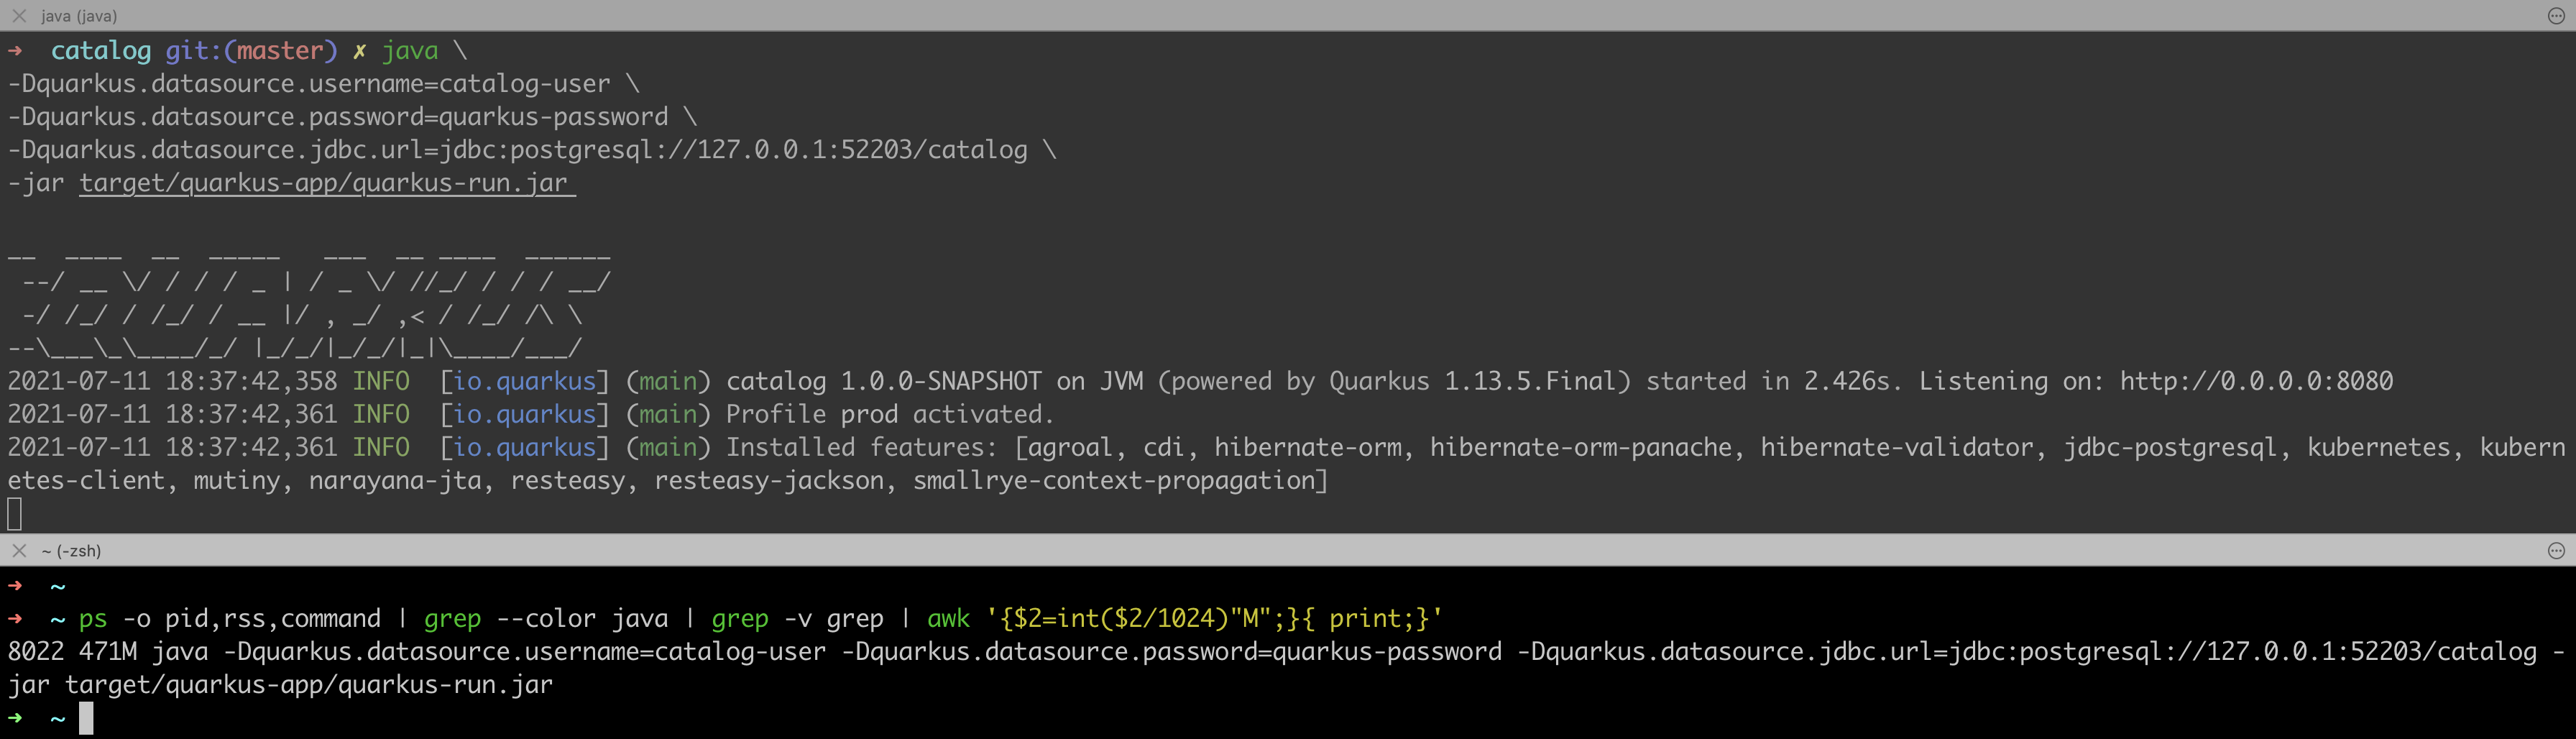 java (java)
➜  catalog git:(master) ✗ java \
-Dquarkus.datasource.username=catalog-user \
-Dquarkus.datasource.password=quarkus-password \
-Dquarkus.datasource.jdbc.url=jdbc:postgresql://127.0.0.1:52203/catalog \
-jar target/quarkus-app/quarkus-run.jar
__  ____  __  _____   ___  __ ____  ______
 --/ __ \/ / / / _ | / _ \/ //_/ / / / __/
 -/ /_/ / /_/ / __ |/ , _/ ,< / /_/ /\ \
--\___\_\____/_/ |_/_/|_/_/|_|\____/___/
2021-07-11 18:37:42,358 INFO  [io.quarkus] (main) catalog 1.0.0-SNAPSHOT on JVM (powered by Quarkus 1.13.5.Final) started in 2.426s. Listening on: http://0.0.0.0:8080
2021-07-11 18:37:42,361 INFO  [io.quarkus] (main) Profile prod activated.
2021-07-11 18:37:42,361 INFO  [io.quarkus] (main) Installed features: [agroal, cdi, hibernate-orm, hibernate-orm-panache, hibernate-validator, jdbc-postgresql, kubernetes, kubern
etes-client, mutiny, narayana-jta, resteasy, resteasy-jackson, smallrye-context-propagation]
~ (-zsh)
➜  ~
➜  ~ ps -o pid,rss,command | grep --color java | grep -v grep | awk '{$2=int($2/1024)"M";}{ print;}'
8022 471M java -Dquarkus.datasource.username=catalog-user -Dquarkus.datasource.password=quarkus-password -Dquarkus.datasource.jdbc.url=jdbc:postgresql://127.0.0.1:52203/catalog -
jar target/quarkus-app/quarkus-run.jar
➜  ~